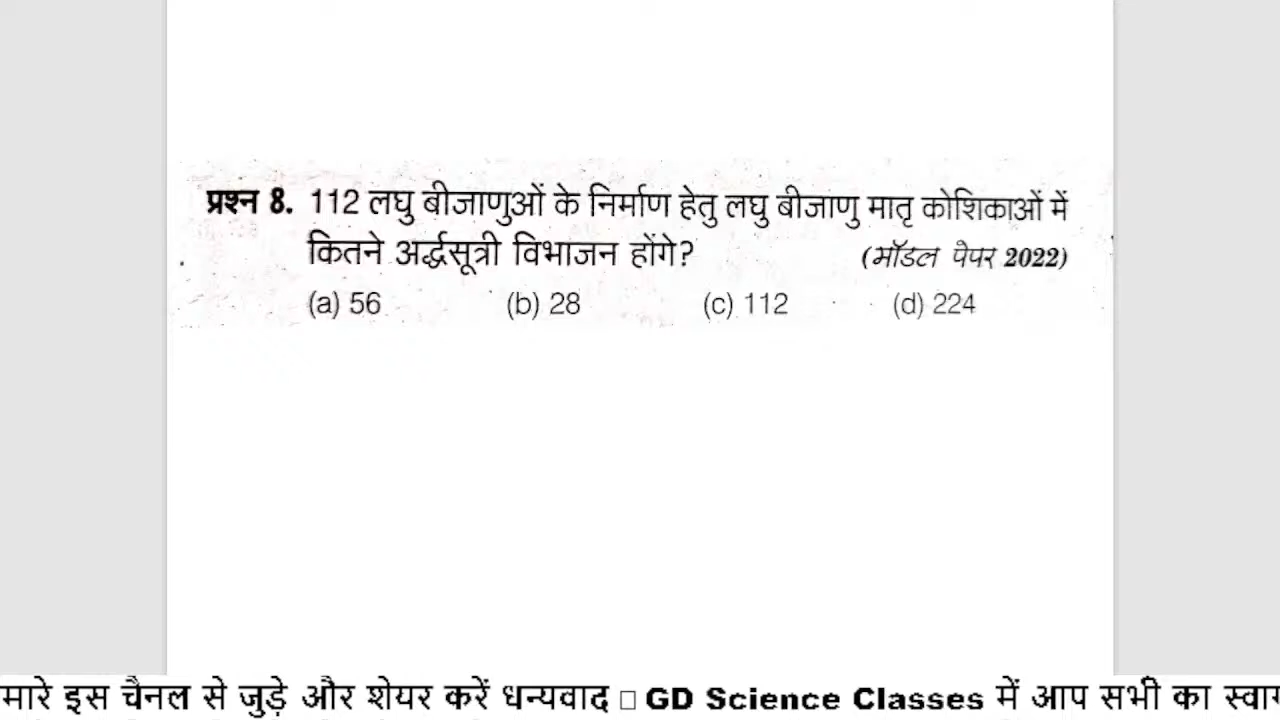 प्रश्न 8. 112 लघु बीजाणुओं के निर्माण हेतु लघु बीजाणु मातृ कोशिकाओं में
कितने अर्द्धसूत्री विभाजन होंगे? (मॉडल पेपर 2022)
(a) 56 (b) 28 (c) 112 (d) 224
मारे इस चैनल से जुड़े और शेयर करें धन्यवाद □ GD Science Classes में आप सभी का स्वाग